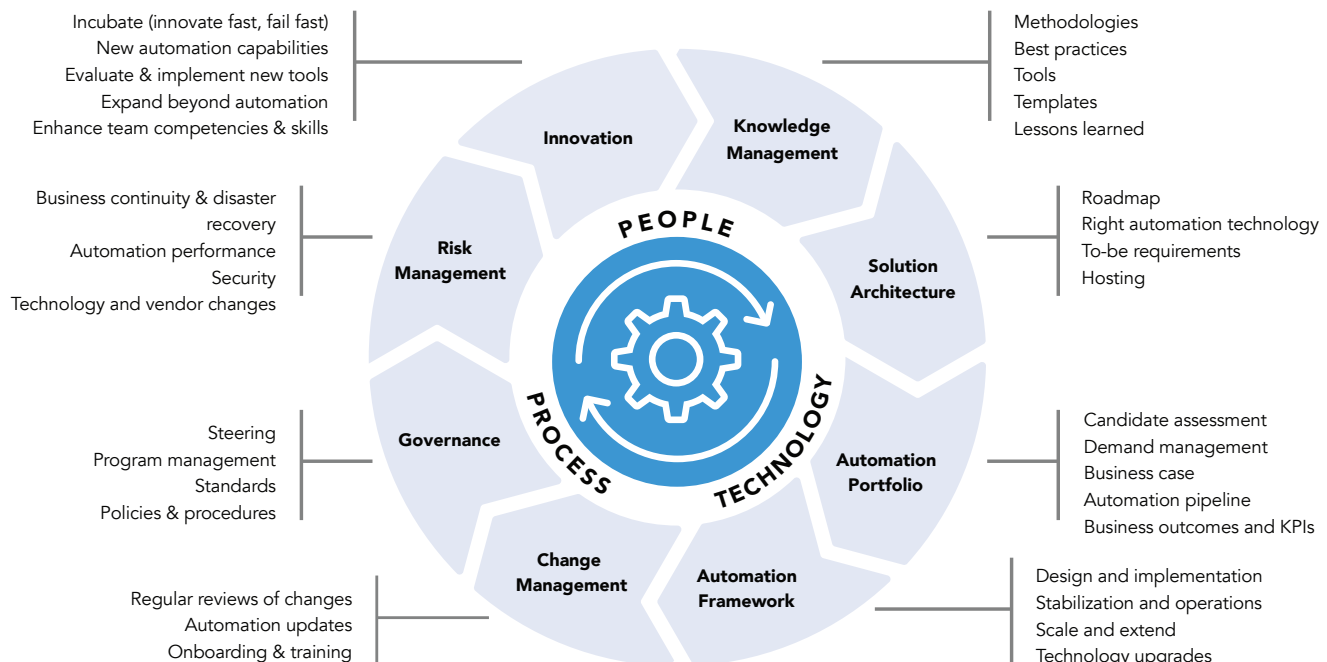 Incubate (innovate fast, fail fast)
New automation capabilities
Evaluate & implement new tools
Expand beyond automation
Enhance team competencies & skills
Methodologies
Best practices
Tools
Templates
Lessons learned
Innovation
Knowledge
Management
Business continuity & disaster
recovery
Automation performance
Security
Technology and vendor changes
Risk
Management
PEOPLE
Solution
Architecture
Roadmap
Right automation technology
To-be requirements
Hosting
Steering
Program management
Standards
Policies & procedures
Governance
PROCESS
TECHNOLOGY
Automation
Portfolio
Candidate assessment
Demand management
Business case
Automation pipeline
Business outcomes and KPIs
Change
Management
Automation
Framework
Regular reviews of changes
Automation updates
Onboarding & training
Design and implementation
Stabilization and operations
Scale and extend
Technology upgrades